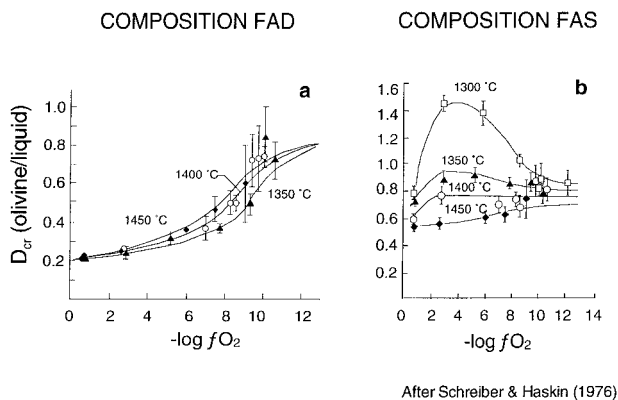 COMPOSITION FAD
COMPOSITION FAS
a
b
1.0
0.8
0.6
0.4
0.2
1450 °C
1400 °C
1350 °C
0 2 4 6 8 10 12
-log ƒO2
Dcr (olivine/liquid)
1.6
1.4
1.2
1.0
0.8
0.6
0.4
0.2
1300 °C
1350 °C
1400 °C
1450 °C
0 2 4 6 8 10 12 14
-log ƒO2
After Schreiber & Haskin (1976)